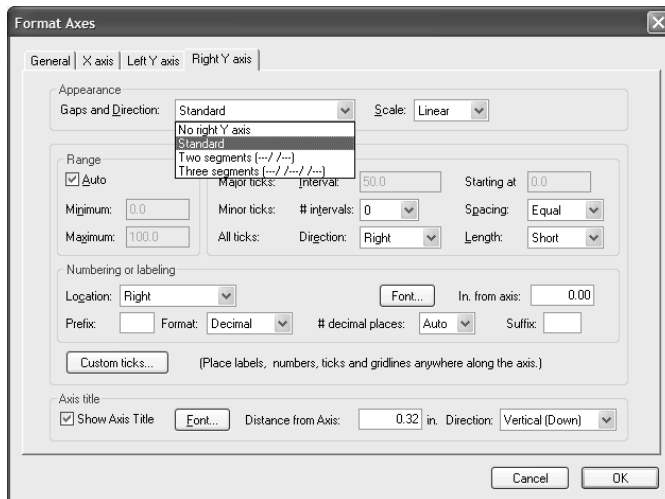 Format Axes
General X axis Left Y axis Right Y axis
Appearance
Gaps and Direction: Standard Scale: Linear
No right Y axis
Standard
Two segments (---/ /---)
Three segments (---/ /---/ /---)
Range
Auto Major ticks: Interval: 50.0 Starting at 0.0
Minimum: 0.0 Minor ticks: # intervals: 0 Spacing: Equal
Maximum: 100.0 All ticks: Direction: Right Length: Short
Numbering or labeling
Location: Right Font... In. from axis: 0.00
Prefix: Format: Decimal # decimal places: Auto Suffix:
Custom ticks... (Place labels, numbers, ticks and gridlines anywhere along the axis.)
Axis title
Show Axis Title Font... Distance from Axis: 0.32 in. Direction: Vertical (Down)
Cancel OK